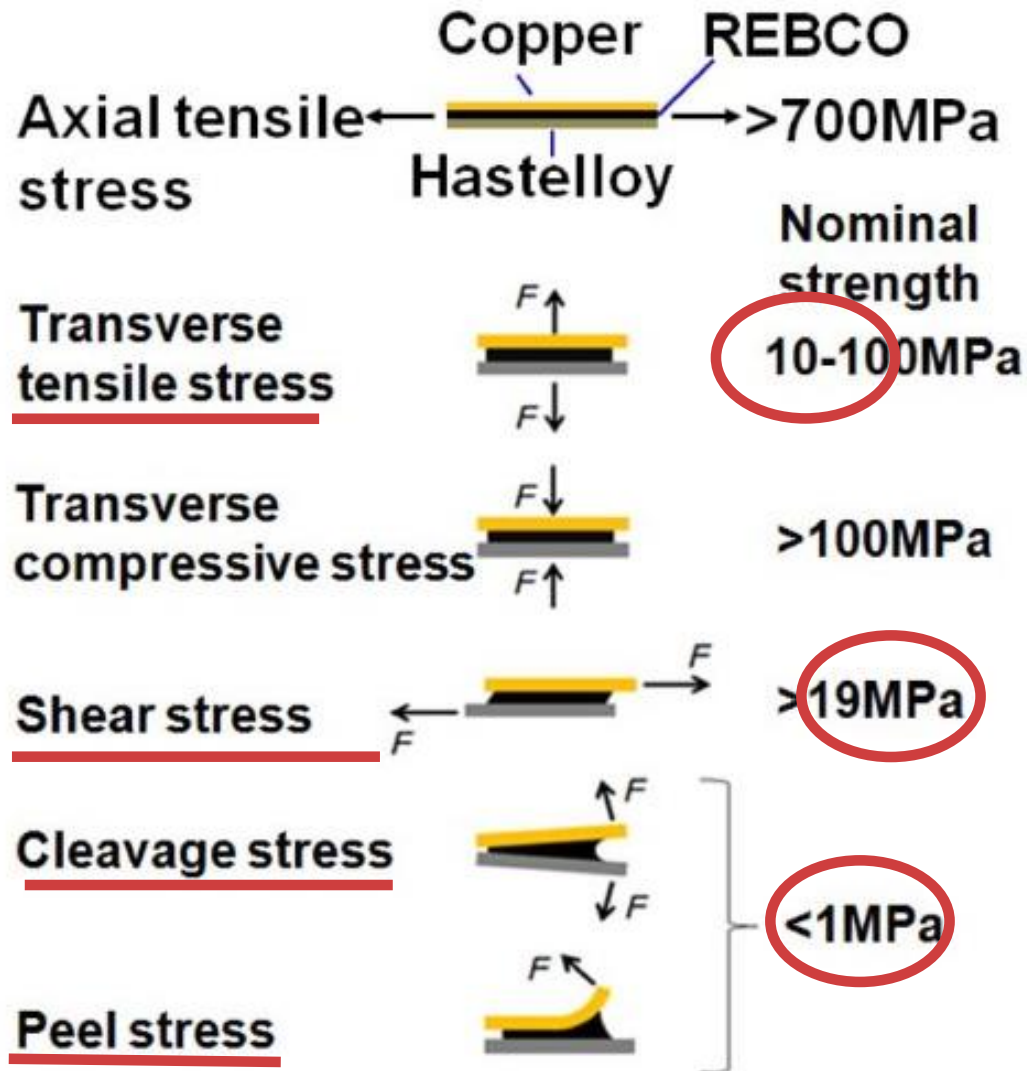 Copper REBCO
Axial tensile >700MPa
stress
Hastelloy
Nominal
strength
F
Transverse 10-100MPa
tensile stress
F
Transverse F
compressive stress >100MPa
F
F
Shear stress >19MPa
F
F
Cleavage stress
F
<1MPa
F
Peel stress